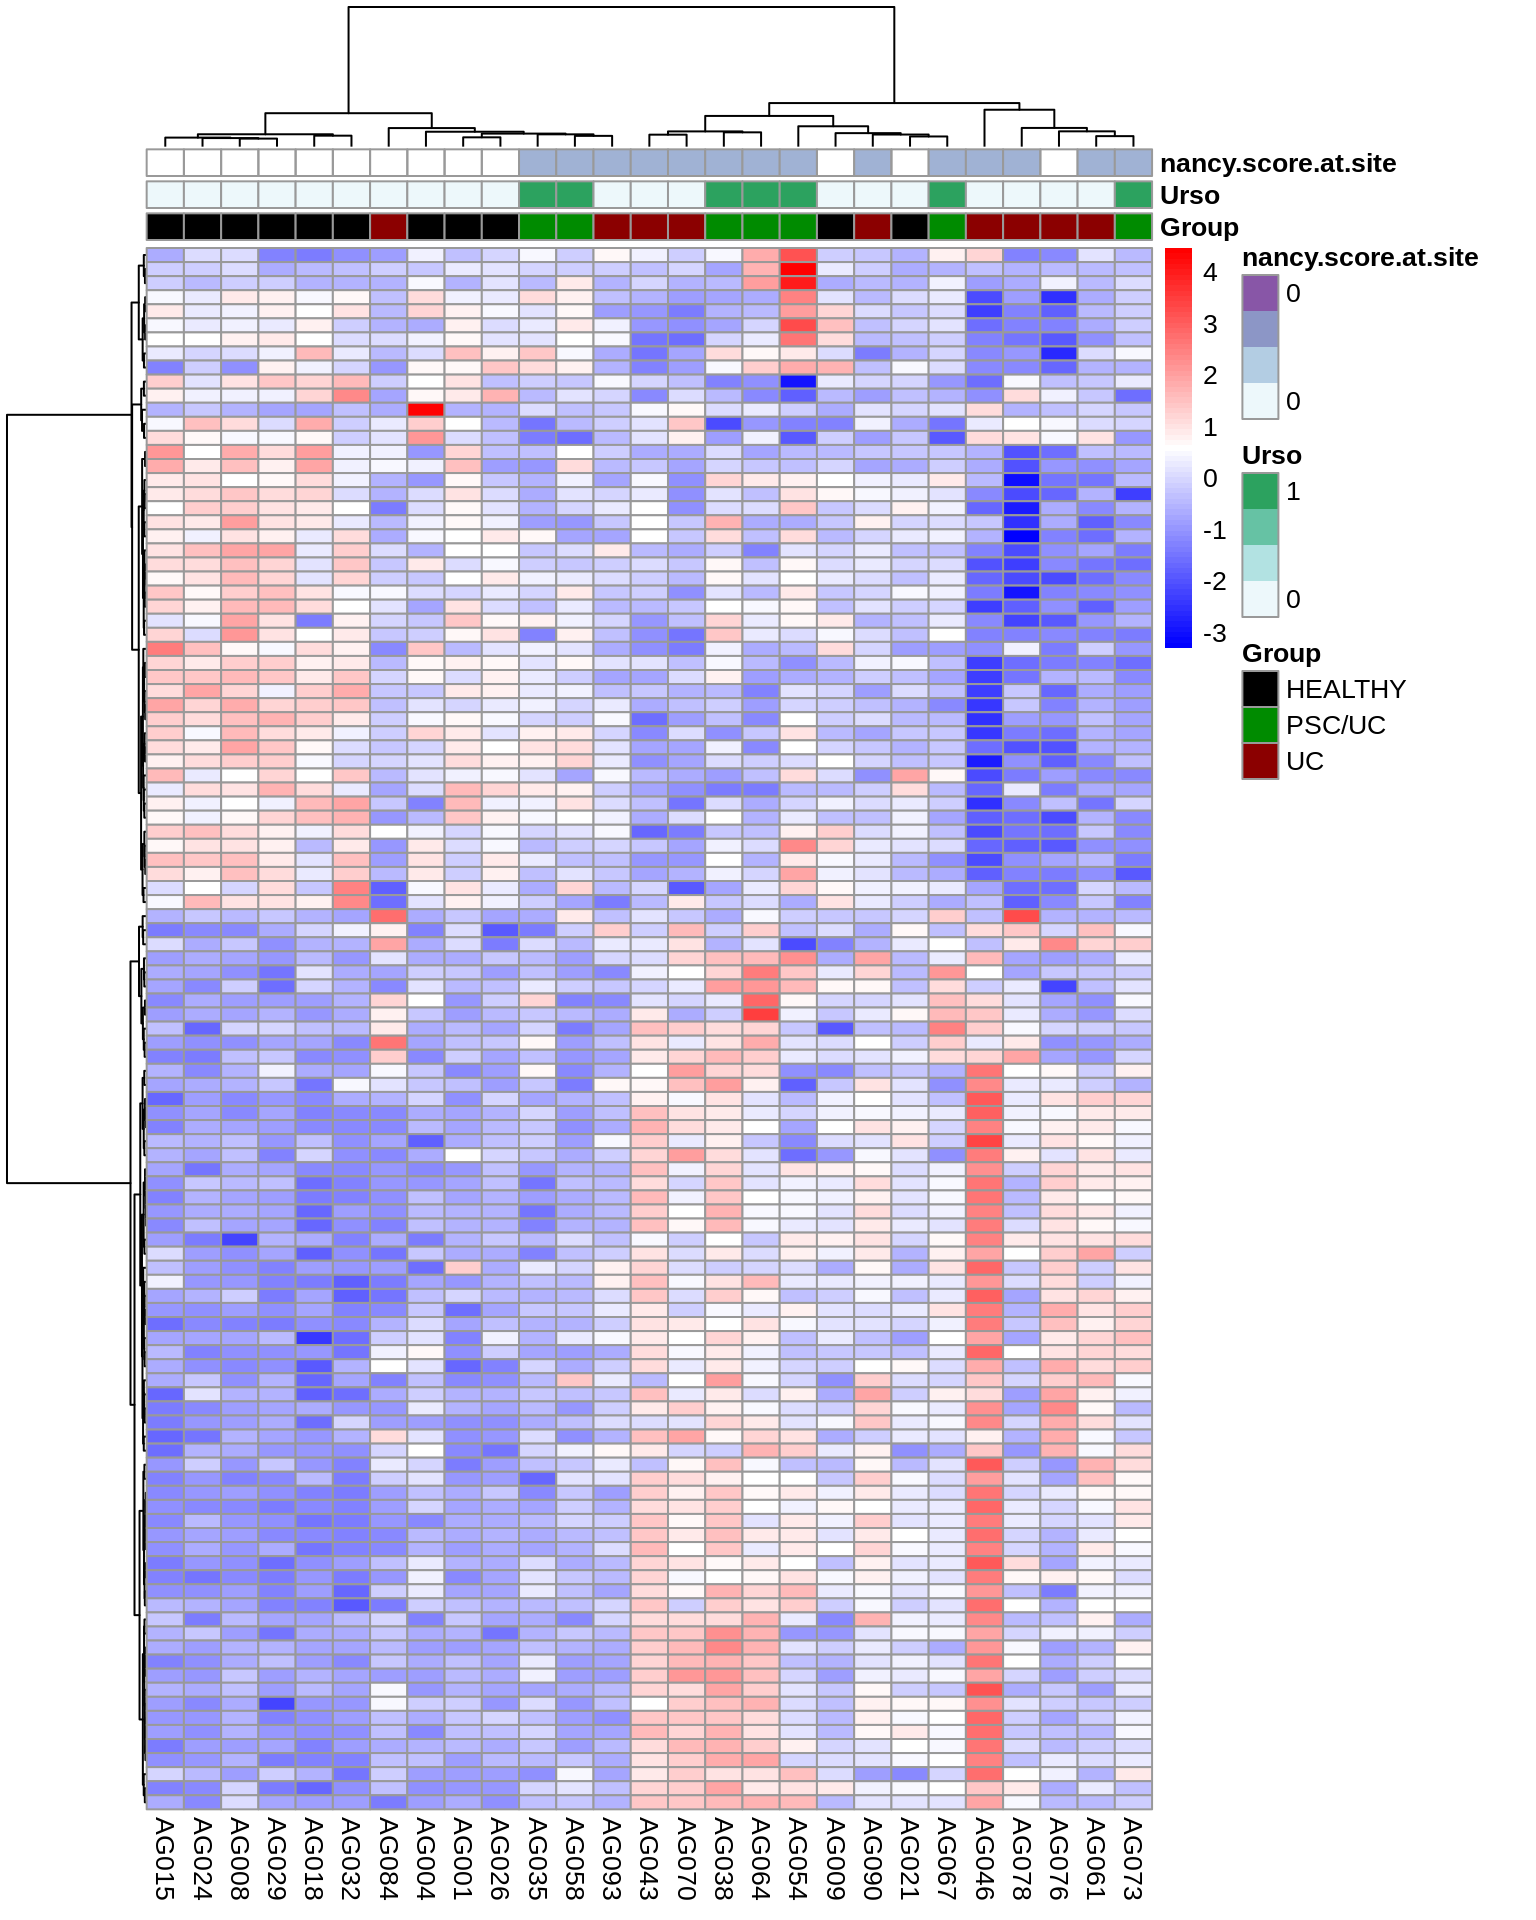 nancy.score.at.site
Urso
Group
4
3
2
1
0
-1
-2
-3
nancy.score.at.site
0
0
Urso
1
0
Group
HEALTHY
PSC/UC
UC
AG015
AG024
AG008
AG029
AG018
AG032
AG084
AG004
AG001
AG026
AG035
AG058
AG093
AG043
AG070
AG038
AG064
AG054
AG009
AG090
AG021
AG067
AG046
AG078
AG076
AG061
AG073